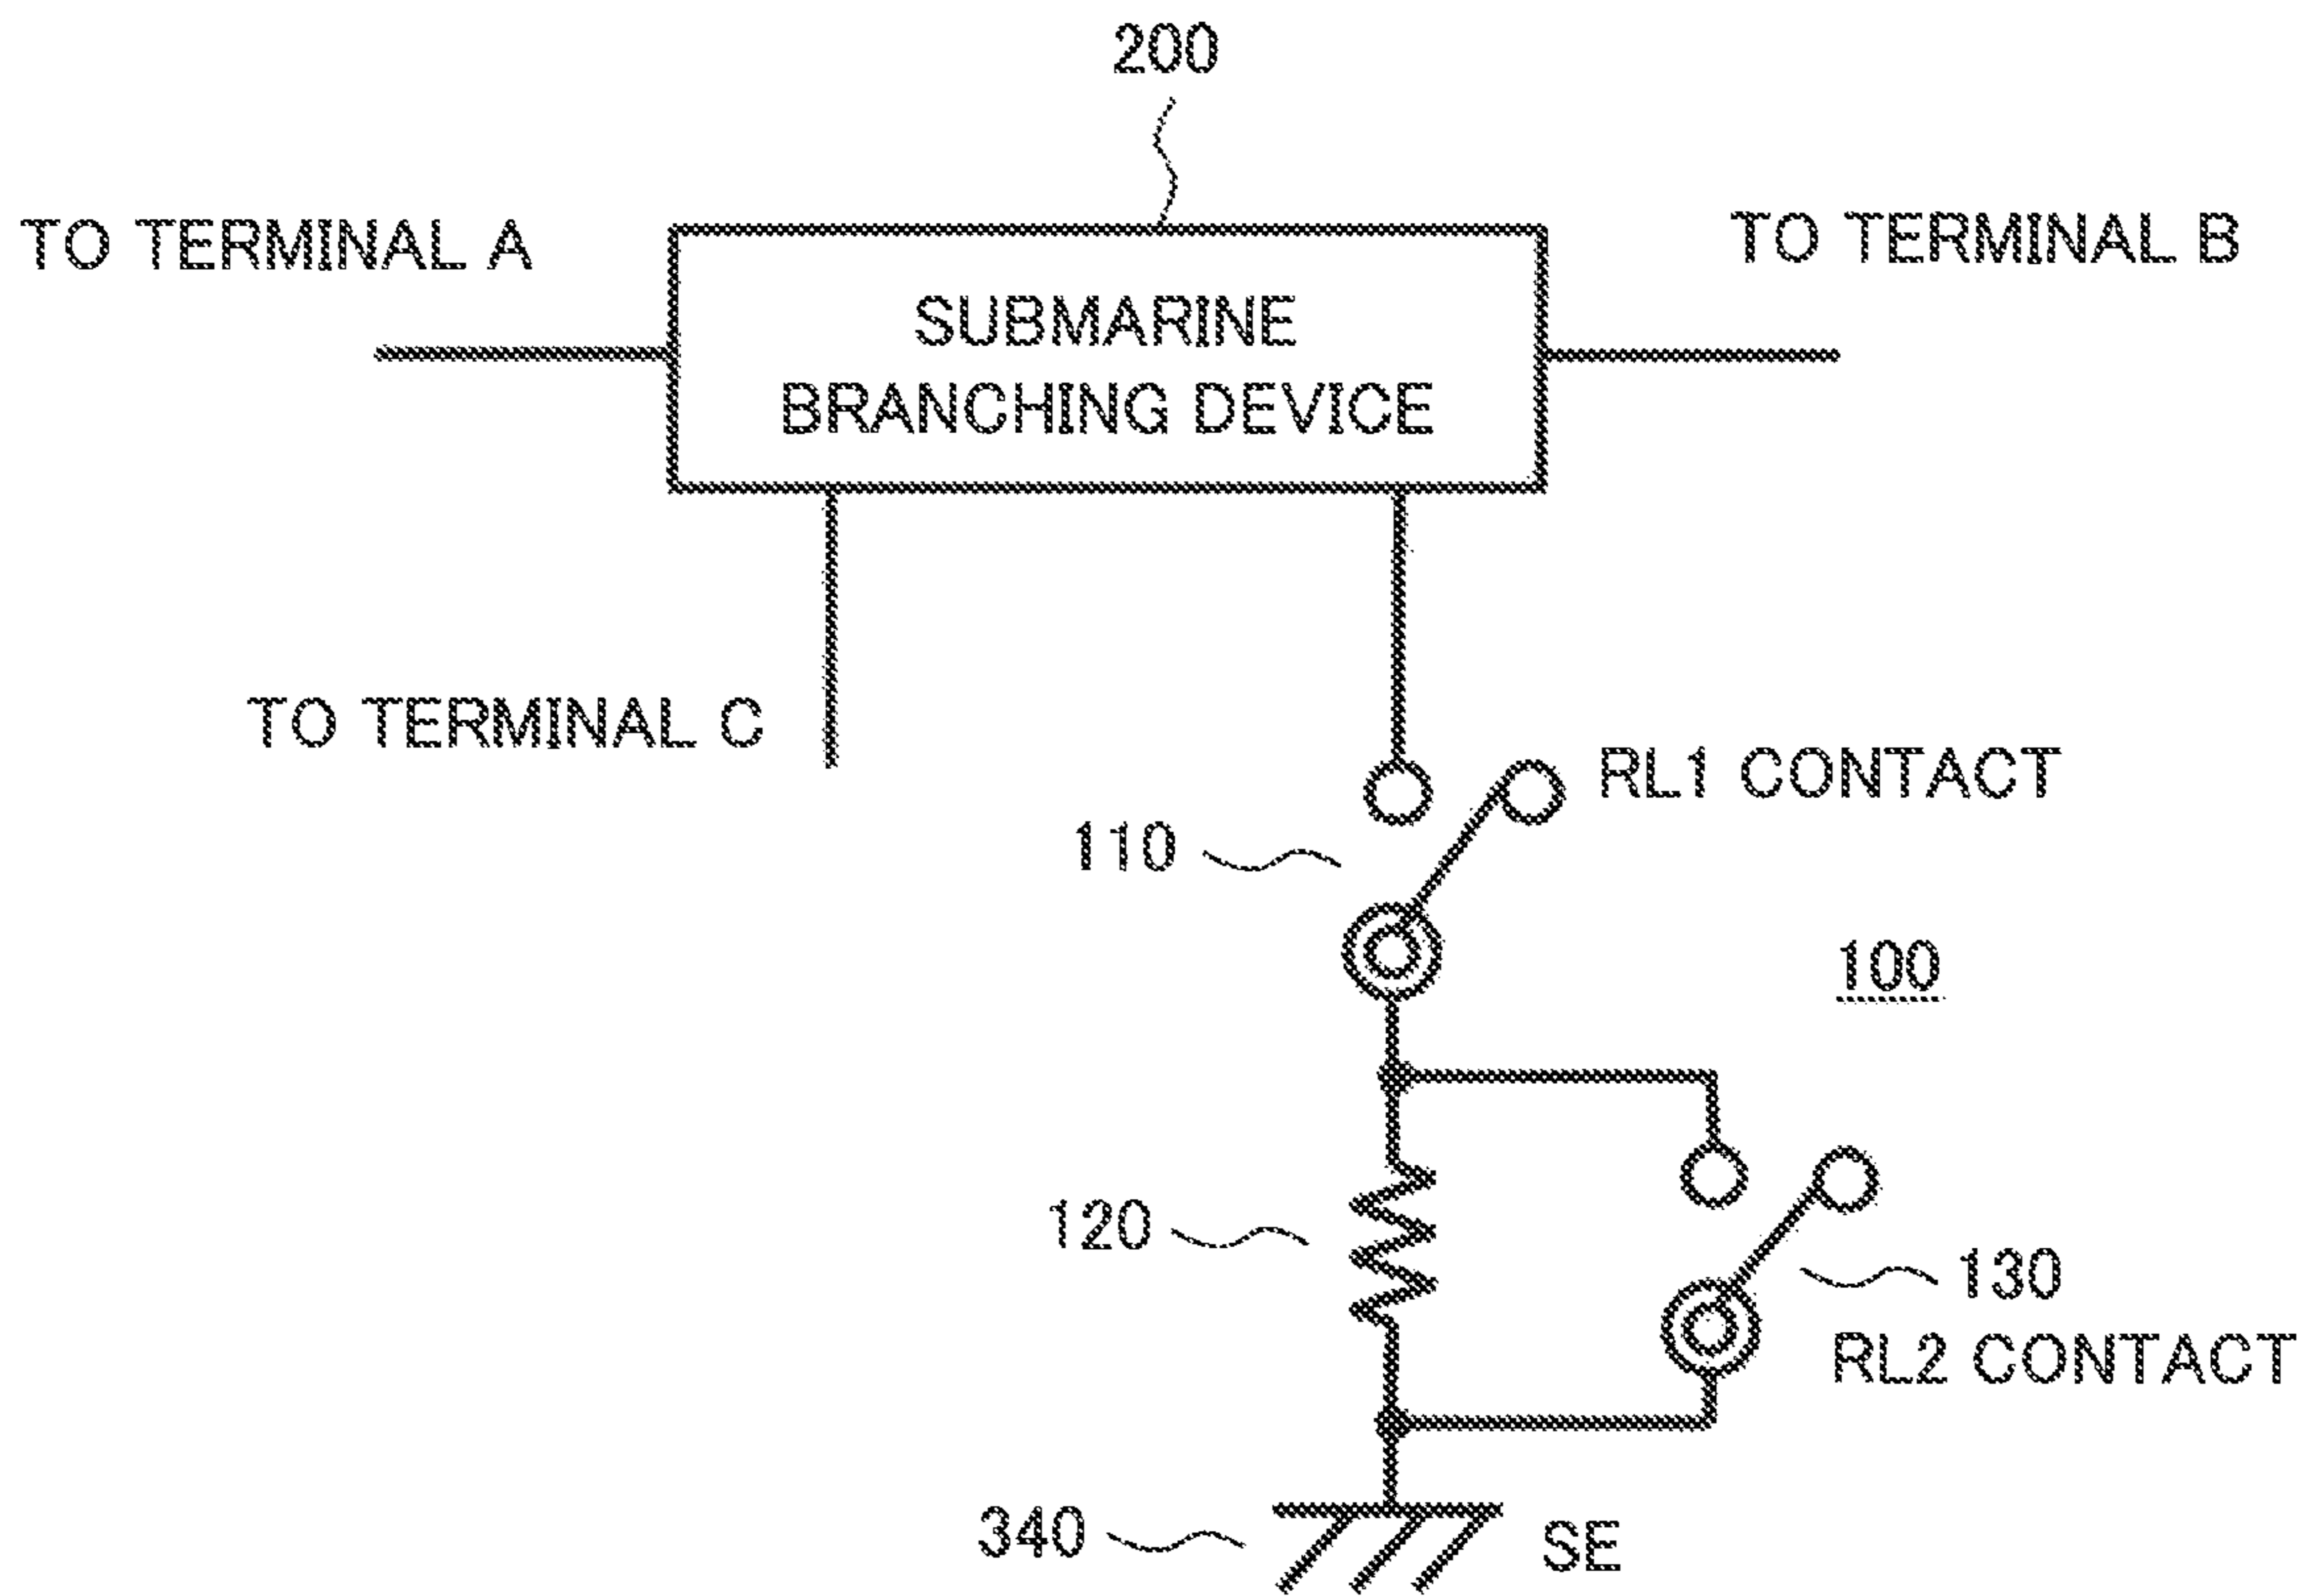 200
TO TERMINAL A
TO TERMINAL B
SUBMARINE
BRANCHING DEVICE
TO TERMINAL C
RL1 CONTACT
110
100
120
130
RL2 CONTACT
340
SE